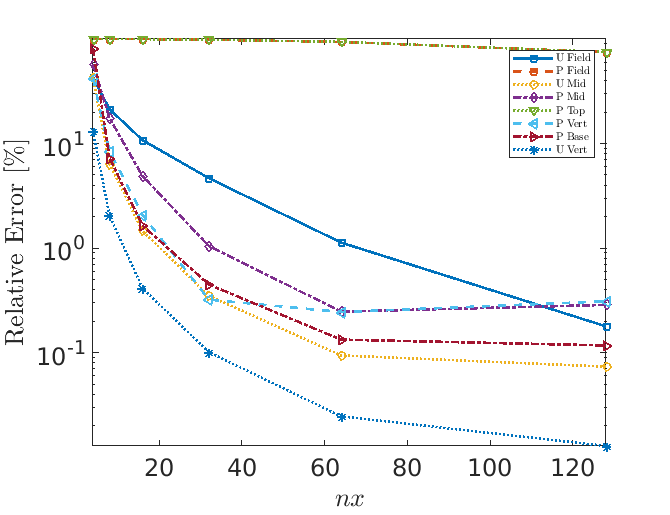 U Field
P Field
U Mid
P Mid
P Top
P Vert
P Base
U Vert
Relative Error [%]
10^1
10^0
10^-1
20 40 60 80 100 120
nx